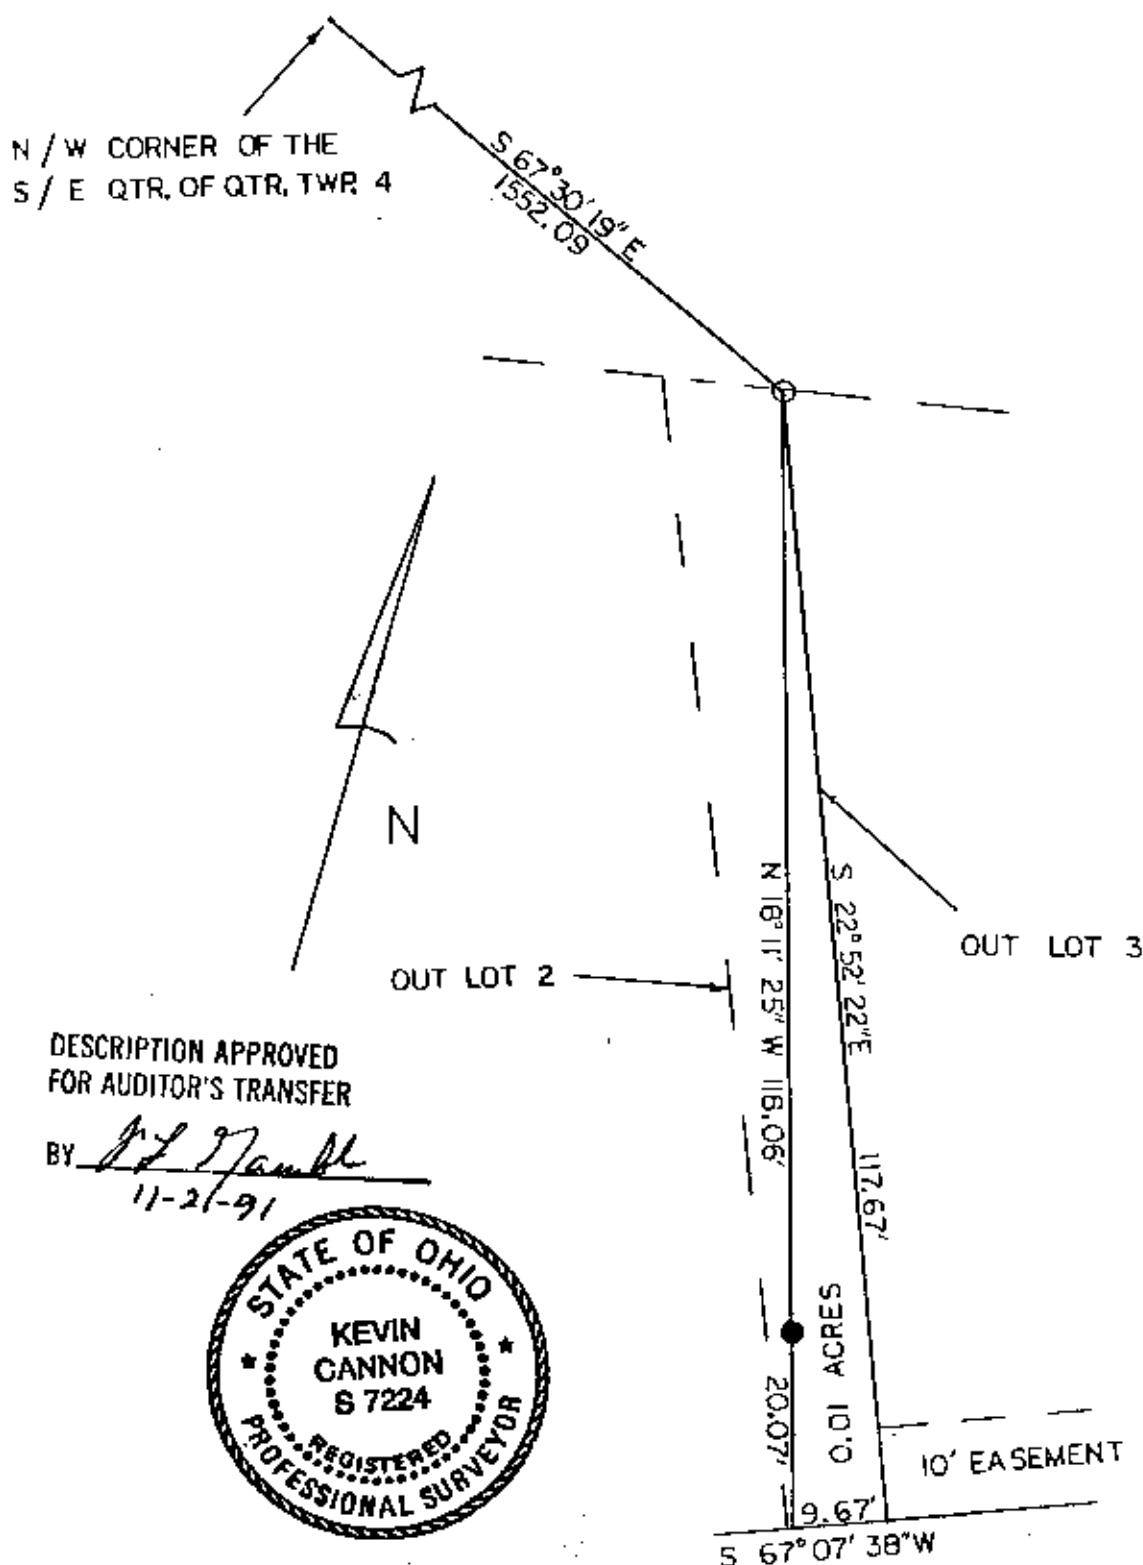 N / W CORNER OF THE
S / E QTR. OF QTR. TWP. 4
S 67° 30' 19" E
1552.09
N
OUT LOT 2
OUT LOT 3
N 18° 11' 25" W 118.06'
S 22° 52' 22" E
117.67'
20.07'
0.01 ACRES
10' EASEMENT
9.67'
S 67° 07' 38" W
DESCRIPTION APPROVED
FOR AUDITOR'S TRANSFER
BY
11-21-91
STATE OF OHIO
KEVIN
CANNON
S 7224
REGISTERED
PROFESSIONAL SURVEYOR